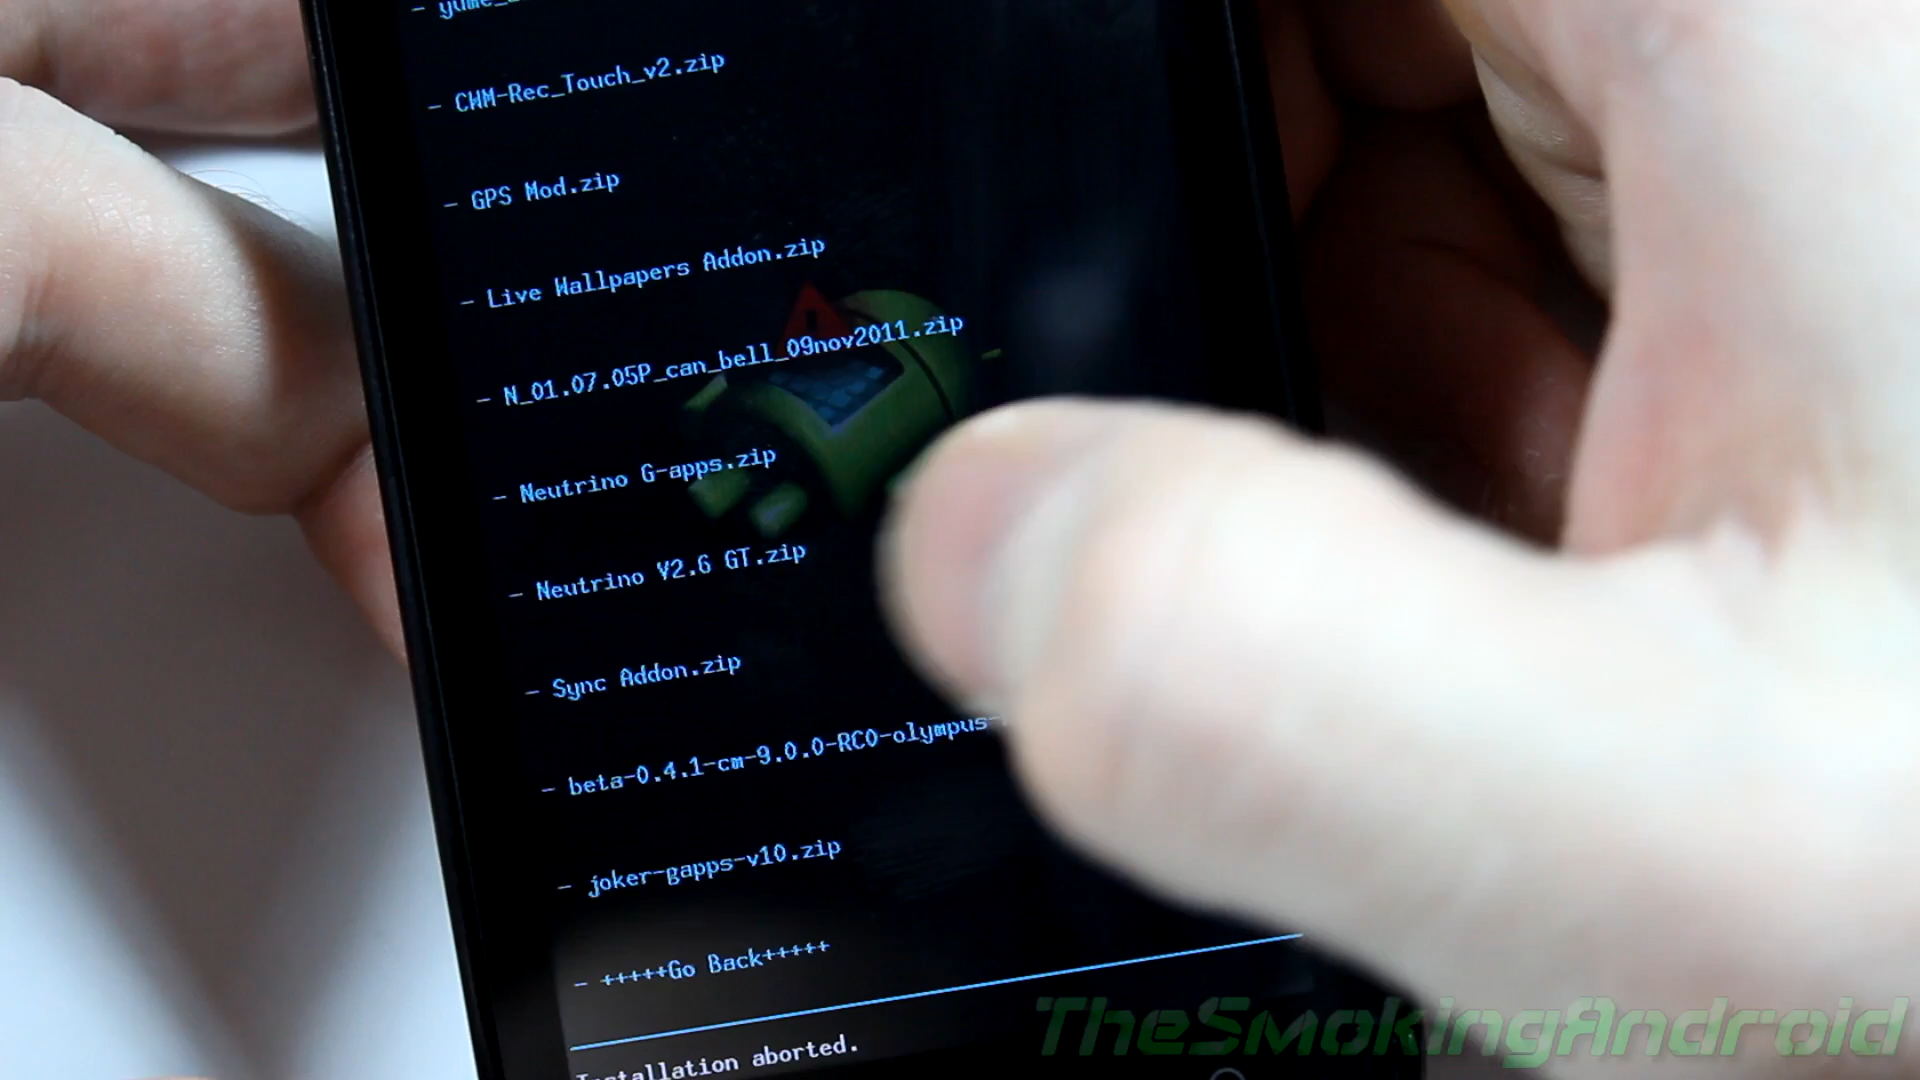 - CWM-Rec_Touch_v2.zip
- GPS Mod.zip
- Live Wallpapers Addon.zip
- N_01.07.05P_can_bell_09nov2011.zip
- Neutrino G-apps.zip
- Neutrino V2.6 GT.zip
- Sync Addon.zip
- beta-0.4.1-cm-9.0.0-RC0-olympus-
- joker-gapps-v10.zip
- +++++Go Back+++++
Installation aborted.
TheSmokingAndroid